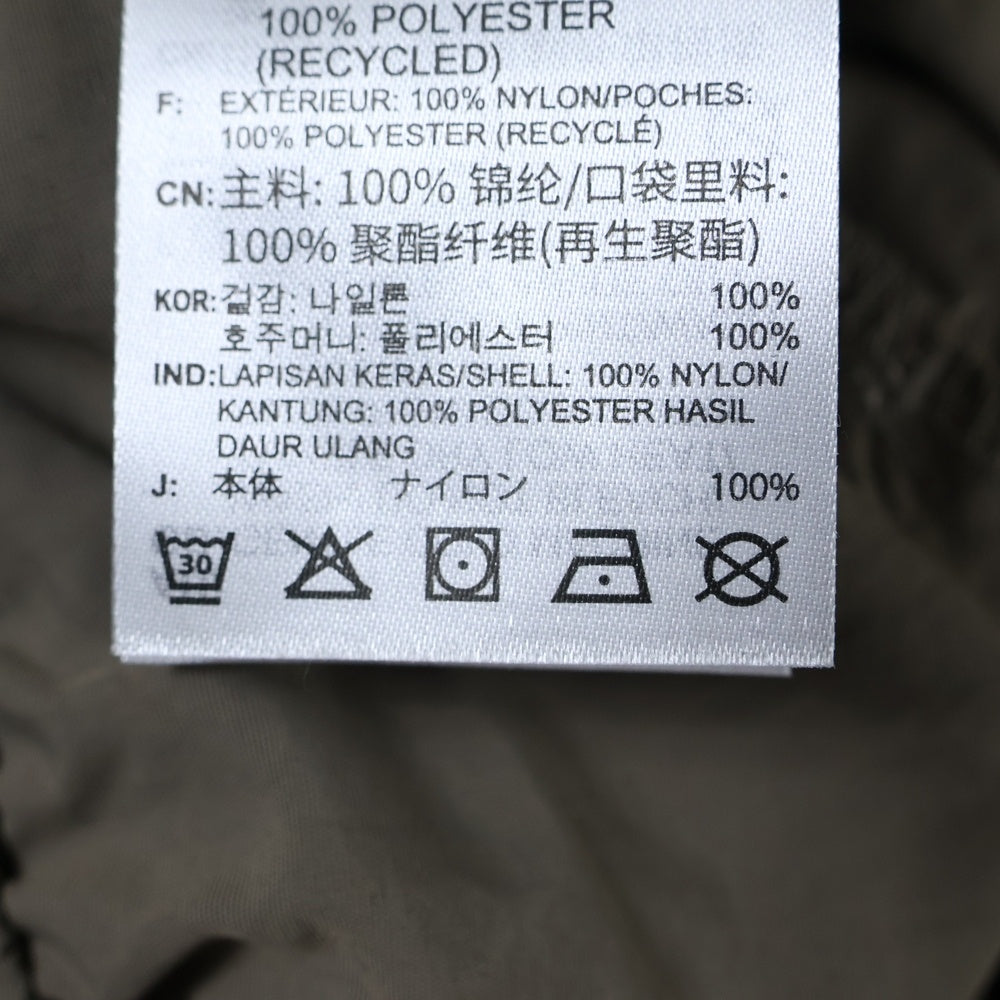 100% POLYESTER
(RECYCLED)
F: EXTÉRIEUR: 100% NYLON/POCHES:
100% POLYESTER (RECYCLÉ)
CN: 主料: 100% 锦纶/口袋里料:
100% 聚酯纤维(再生聚酯)
KOR: 겉감: 나일론 100%
호주머니: 폴리에스터 100%
IND: LAPISAN KERAS/SHELL: 100% NYLON/
KANTUNG: 100% POLYESTER HASIL
DAUR ULANG
J: 本体 ナイロン 100%
30